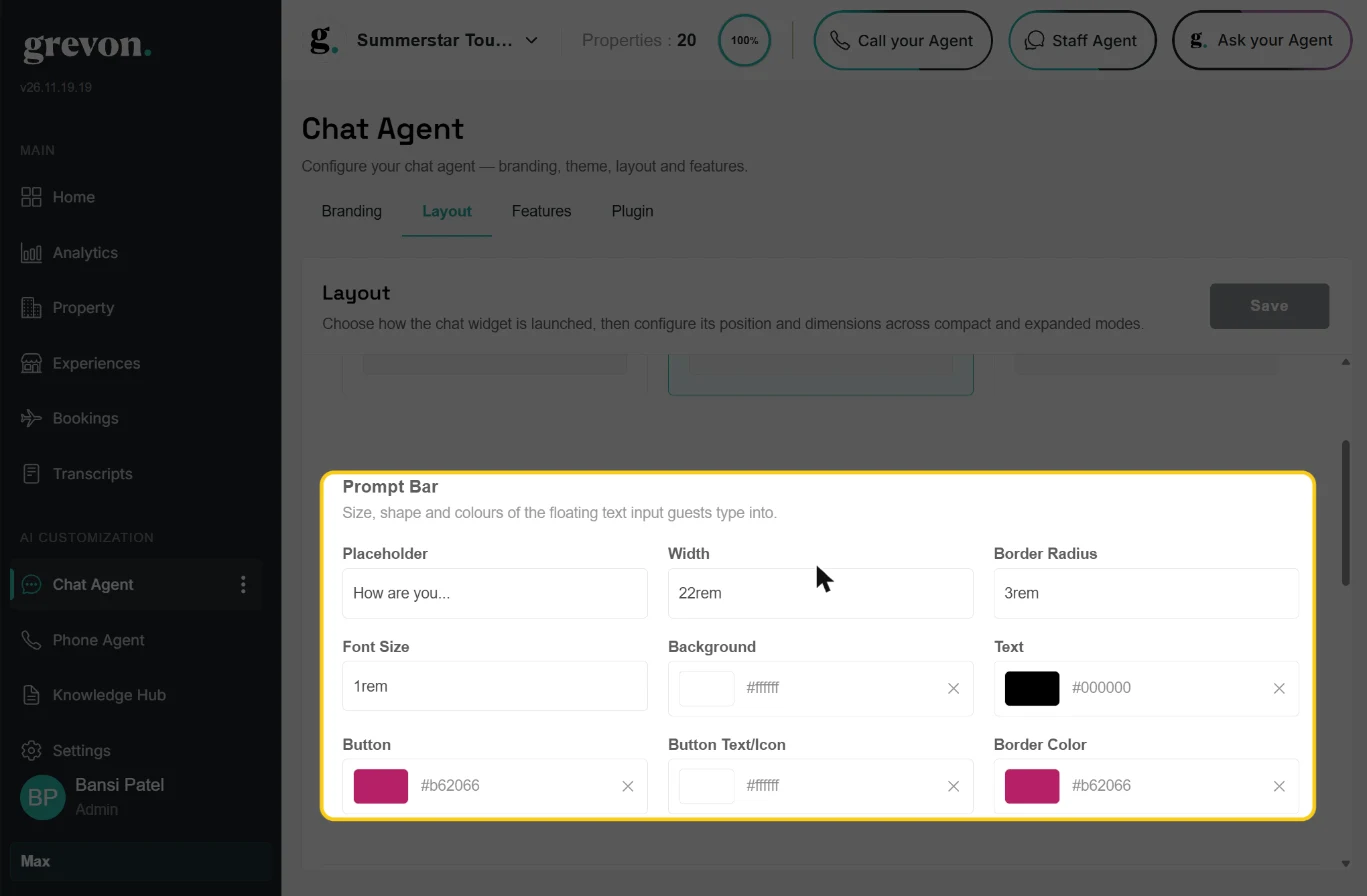 grevon.
v26.11.19.19
MAIN
Home
Analytics
Property
Experiences
Bookings
Transcripts
AI CUSTOMIZATION
Chat Agent
Phone Agent
Knowledge Hub
Settings
BP
Bansi Patel
Admin
Max
g. Summerstar Tou...
Properties : 20
100%
Call your Agent
Staff Agent
g. Ask your Agent
Chat Agent
Configure your chat agent — branding, theme, layout and features.
Branding Layout Features Plugin
Layout
Choose how the chat widget is launched, then configure its position and dimensions across compact and expanded modes.
Save
Prompt Bar
Size, shape and colours of the floating text input guests type into.
Placeholder Width Border Radius
How are you... 22rem 3rem
Font Size Background Text
1rem #ffffff #000000
Button Button Text/Icon Border Color
#b62066 #ffffff #b62066